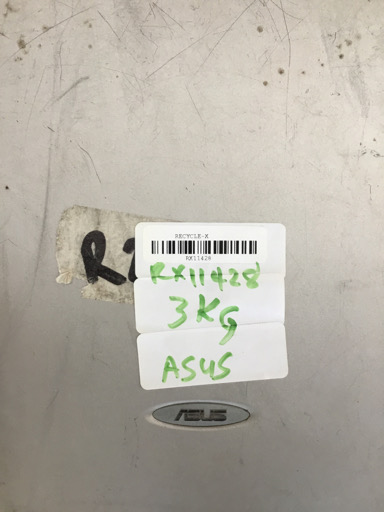 RECYCLE-X
RX11428
RX11428
3KG
ASUS
ASUS